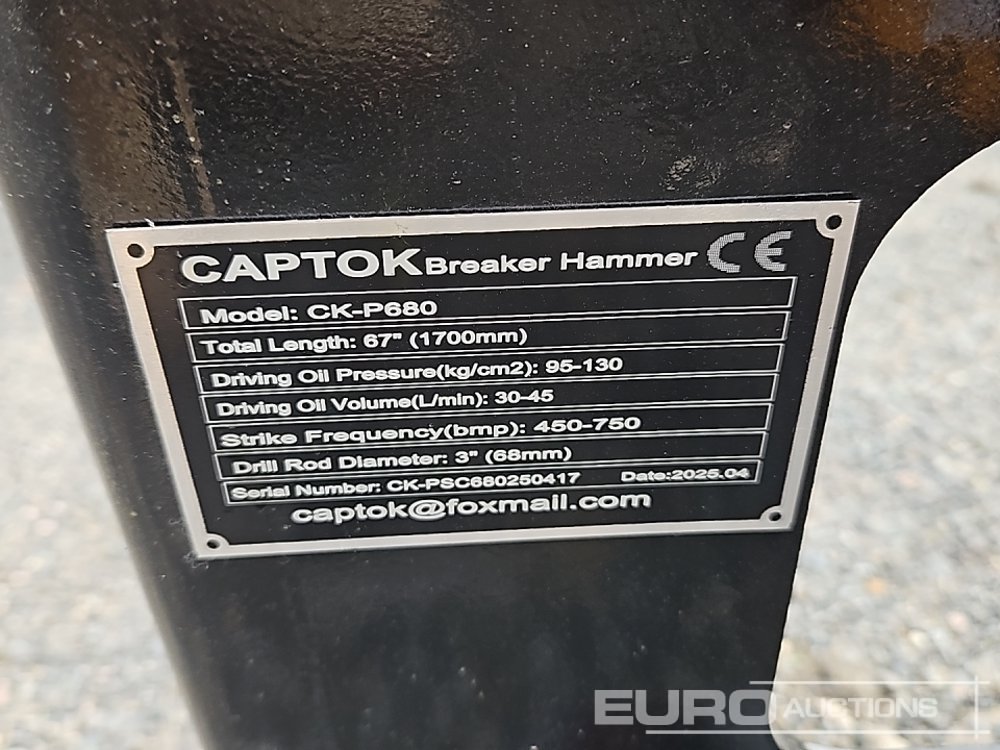 CAPTOK Breaker Hammer CE
Model: CK-P680
Total Length: 67" (1700mm)
Driving Oil Pressure(kg/cm2): 95-130
Driving Oil Volume(L/min): 30-45
Strike Frequency(bmp): 450-750
Drill Rod Diameter: 3" (68mm)
Serial Number: CK-PSC680250417 Date:2025.04
captok@foxmail.com
EURO AUCTIONS